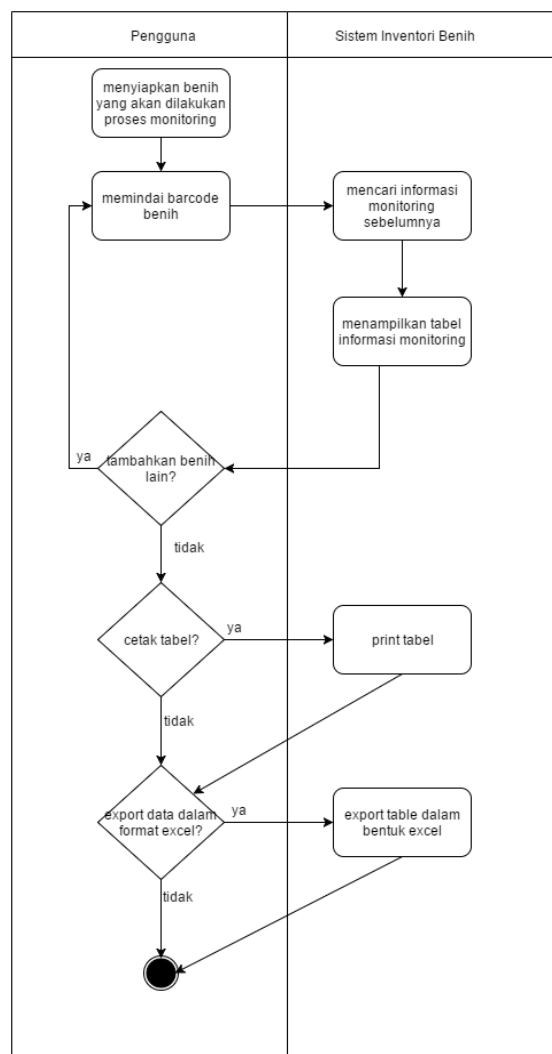 Pengguna
Sistem Inventori Benih
menyiapkan benih
yang akan dilakukan
proses monitoring
memindai barcode
benih
mencari informasi
monitoring
sebelumnya
menampilkan tabel
informasi monitoring
ya
tambahkan benih
lain?
tidak
cetak tabel?
ya
print tabel
tidak
export data dalam
format excel?
ya
export table dalam
bentuk excel
tidak